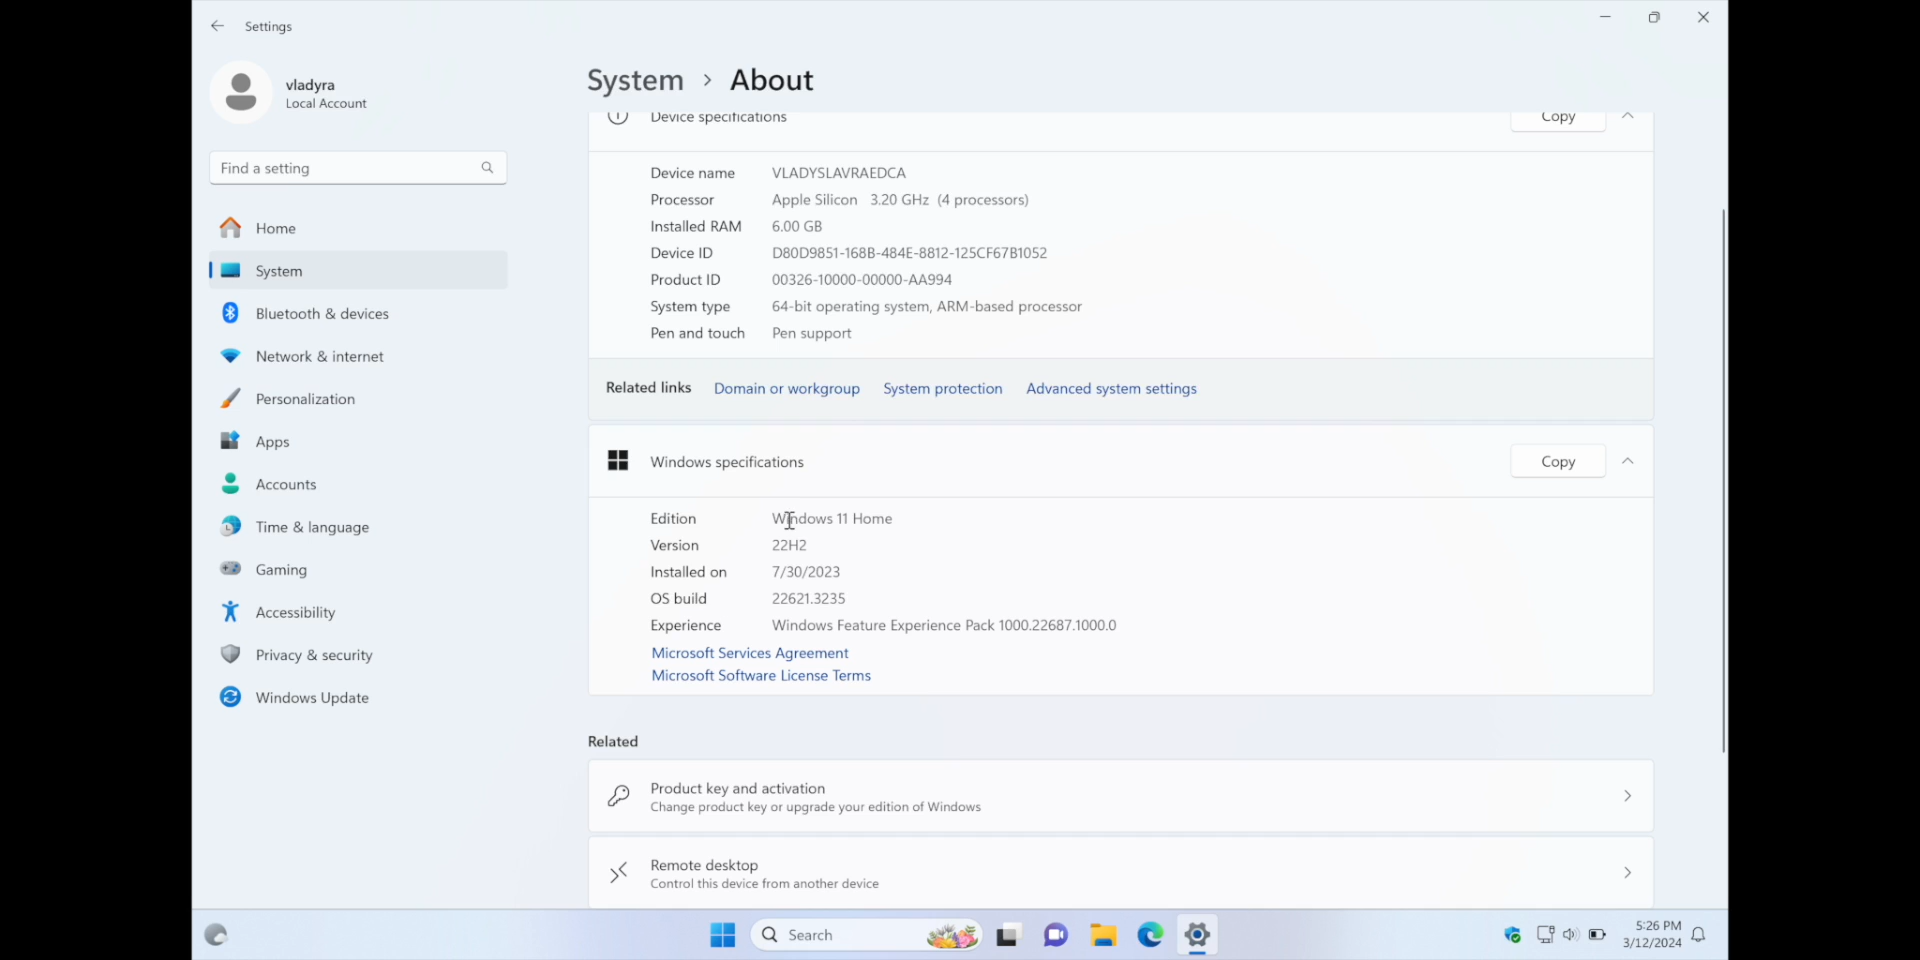 Settings
vladyra
Local Account
Find a setting
Home
System
Bluetooth & devices
Network & internet
Personalization
Apps
Accounts
Time & language
Gaming
Accessibility
Privacy & security
Windows Update
System > About
Device specifications Copy
Device name VLADYSLAVRAEDCA
Processor Apple Silicon 3.20 GHz (4 processors)
Installed RAM 6.00 GB
Device ID D80D9851-168B-484E-8812-125CF67B1052
Product ID 00326-10000-00000-AA994
System type 64-bit operating system, ARM-based processor
Pen and touch Pen support
Related links Domain or workgroup System protection Advanced system settings
Windows specifications Copy
Edition Windows 11 Home
Version 22H2
Installed on 7/30/2023
OS build 22621.3235
Experience Windows Feature Experience Pack 1000.22687.1000.0
Microsoft Services Agreement
Microsoft Software License Terms
Related
Product key and activation
Change product key or upgrade your edition of Windows
Remote desktop
Control this device from another device
Search
5:26 PM
3/12/2024